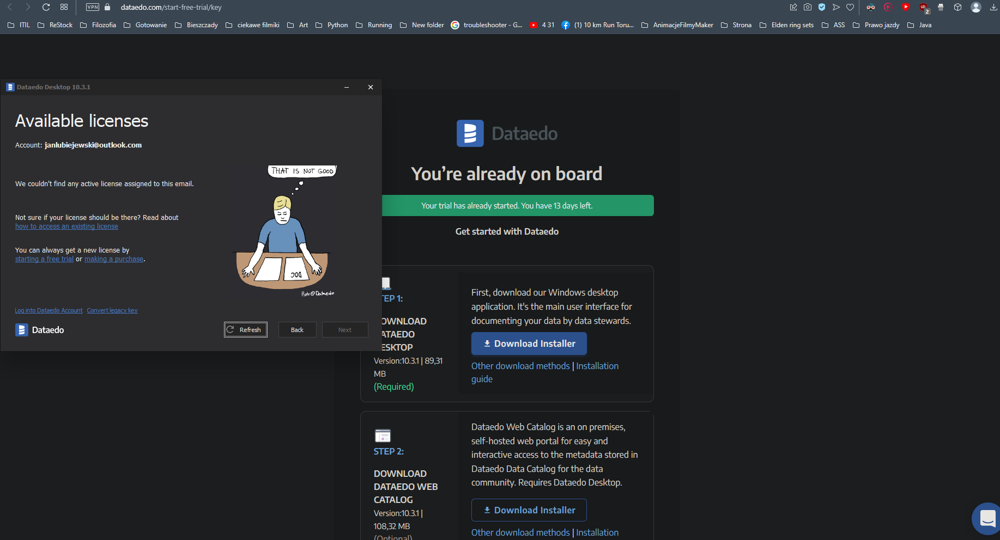 VPN
dataedo.com/start-free-trial/key
2
ITIL
ReStock
Filozofia
Gotowanie
Bieszczady
ciekawe filmiki
Art
Python
Running
New folder
troubleshooter - G...
4 31
(1) 10 km Run Toru...
AnimacjeFilmyMaker
Strona
Elden ring sets
ASS
Prawo jazdy
Java
Dataedo Desktop 10.3.1
Available licenses
Account: janlubiejewski@outlook.com
THAT IS NOT GOOD
We couldn't find any active license assigned to this email.
Not sure if your license should be there? Read about
how to access an existing license
You can always get a new license by
starting a free trial or making a purchase.
DOC
Piotr@Dataedo
Log into Dataedo Account Convert legacy key
Dataedo
Refresh
Back
Next
Dataedo
You're already on board
Your trial has already started. You have 13 days left.
Get started with Dataedo
TEP 1:
OWNLOAD
ATAEDO
ESKTOP
Version:10.3.1 | 89,31
MB
(Required)
First, download our Windows desktop
application. It's the main user interface for
documenting your data by data stewards.
Download Installer
Other download methods | Installation
guide
STEP 2:
DOWNLOAD
DATAEDO WEB
CATALOG
Version:10.3.1 |
108,32 MB
(Optional)
Dataedo Web Catalog is an on premises,
self-hosted web portal for easy and
interactive access to the metadata stored in
Dataedo Data Catalog for the data
community. Requires Dataedo Desktop.
Download Installer
Other download methods | Installation